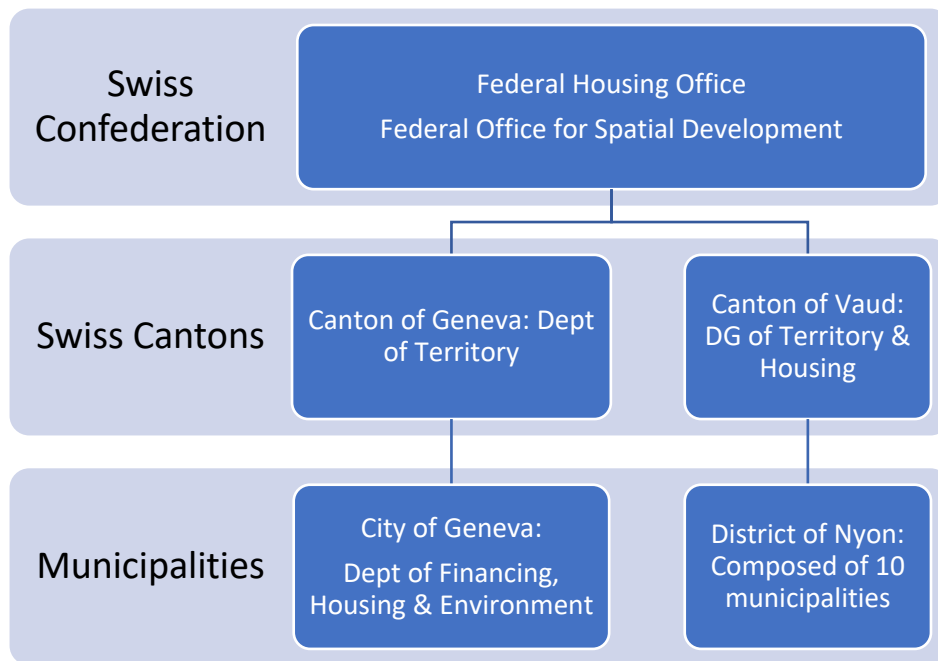 Swiss
Confederation
Federal Housing Office
Federal Office for Spatial Development
Swiss Cantons
Canton of Geneva: Dept
of Territory
Canton of Vaud:
DG of Territory &
Housing
Municipalities
City of Geneva:
Dept of Financing,
Housing & Environment
District of Nyon:
Composed of 10
municipalities